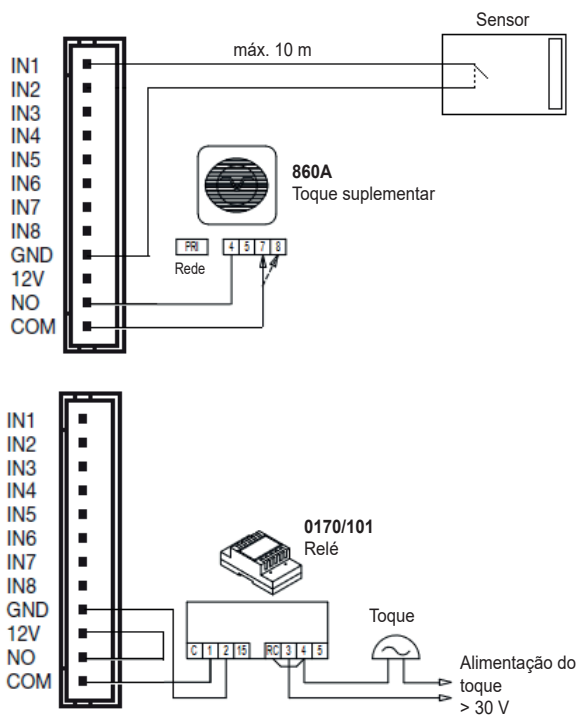 Sensor
máx. 10 m
IN1
IN2
IN3
IN4
IN5
IN6
IN7
IN8
GND
12V
NO
COM
860A
Toque suplementar
PRI 4 5 7 8
Rede
IN1
IN2
IN3
IN4
IN5
IN6
IN7
IN8
GND
12V
NO
COM
0170/101
Relé
C 1 2 15 RC 3 4 5
Toque
Alimentação do
toque
> 30 V